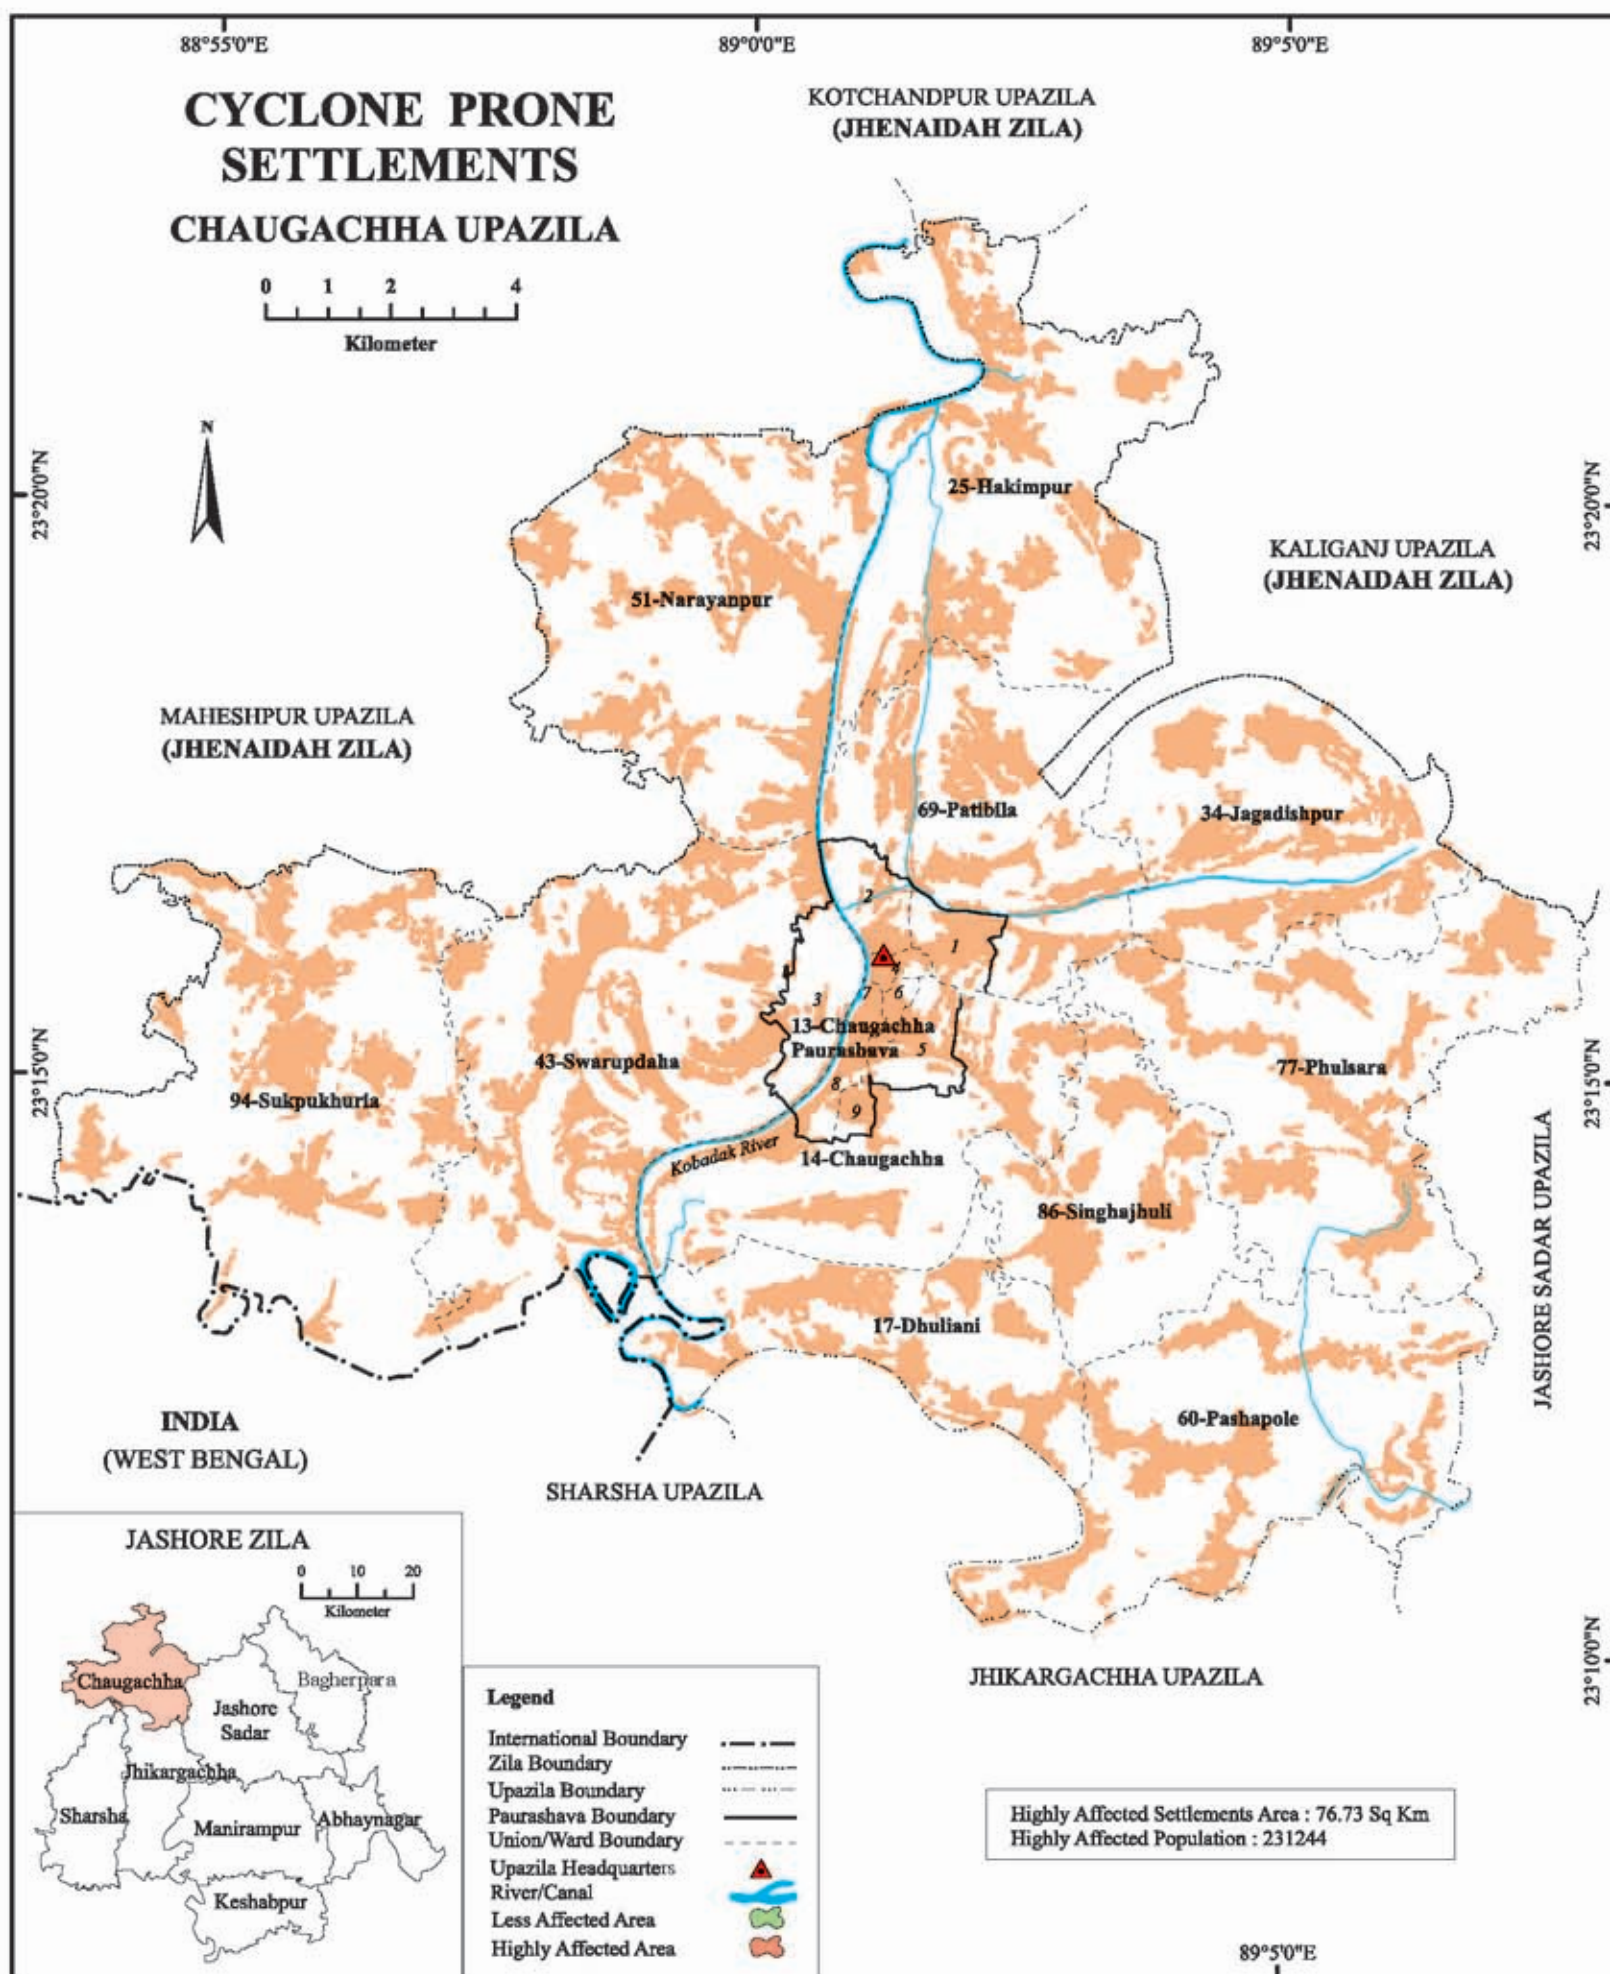 88°55'0"E
89°0'0"E
89°5'0"E
CYCLONE PRONE
SETTLEMENTS
CHAUGACHHA UPAZILA
0 1 2 4
Kilometer
KOTCHANDPUR UPAZILA
(JHENAIDAH ZILA)
N
23°20'0"N
23°20'0"N
25-Hakimpur
KALIGANJ UPAZILA
(JHENAIDAH ZILA)
51-Narayanpur
MAHESHPUR UPAZILA
(JHENAIDAH ZILA)
69-Patibila
34-Jagadishpur
2
1
4
3
7
6
13-Chaugachha
Paurashava
5
43-Swarupdaha
77-Phulsara
23°15'0"N
23°15'0"N
94-Sukpukhuria
8
9
Kobadak River
14-Chaugachha
86-Singhajhuli
JASHORE SADAR UPAZILA
17-Dhuliani
60-Pashapole
INDIA
(WEST BENGAL)
SHARSHA UPAZILA
JHIKARGACHHA UPAZILA
23°10'0"N
JASHORE ZILA
0 10 20
Kilometer
Chaugachha
Bagherpara
Jashore
Sadar
Jhikargachha
Sharsha
Manirampur
Abhaynagar
Keshabpur
Legend
International Boundary
Zila Boundary
Upazila Boundary
Paurashava Boundary
Union/Ward Boundary
Upazila Headquarters
River/Canal
Less Affected Area
Highly Affected Area
Highly Affected Settlements Area : 76.73 Sq Km
Highly Affected Population : 231244
89°5'0"E